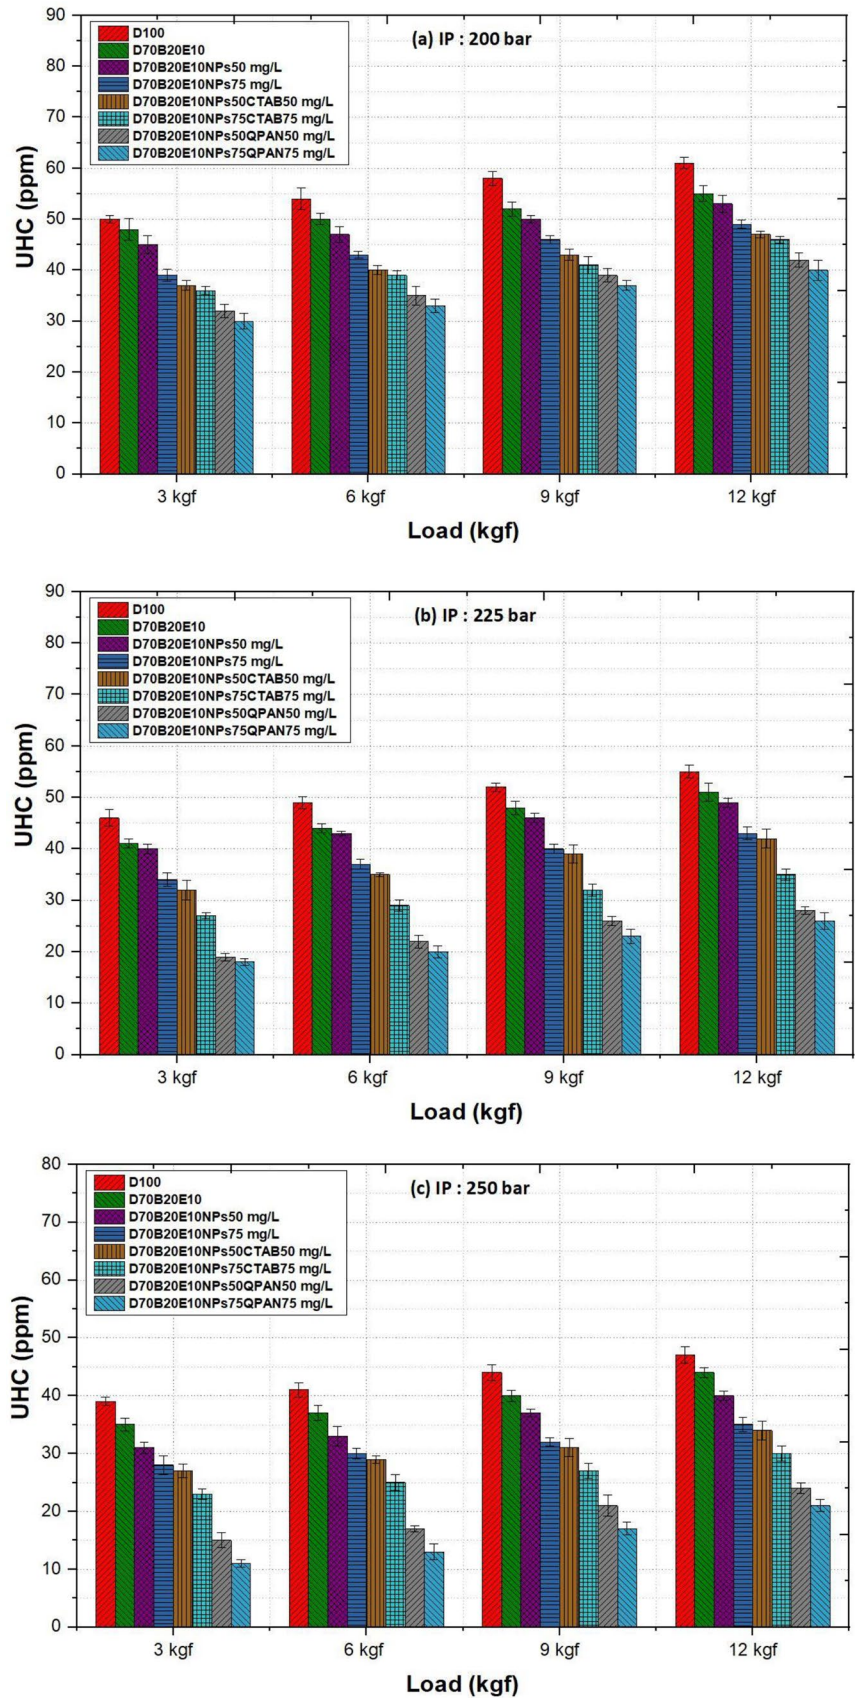 (a) IP : 200 bar
D100
D70B20E10
D70B20E10NPs50 mg/L
D70B20E10NPs75 mg/L
D70B20E10NPs50CTAB50 mg/L
D70B20E10NPs75CTAB75 mg/L
D70B20E10NPs50QPAN50 mg/L
D70B20E10NPs75QPAN75 mg/L
UHC (ppm)
90
80
70
60
50
40
30
20
10
0
3 kgf 6 kgf 9 kgf 12 kgf
Load (kgf)
(b) IP : 225 bar
D100
D70B20E10
D70B20E10NPs50 mg/L
D70B20E10NPs75 mg/L
D70B20E10NPs50CTAB50 mg/L
D70B20E10NPs75CTAB75 mg/L
D70B20E10NPs50QPAN50 mg/L
D70B20E10NPs75QPAN75 mg/L
UHC (ppm)
90
80
70
60
50
40
30
20
10
0
3 kgf 6 kgf 9 kgf 12 kgf
Load (kgf)
(c) IP : 250 bar
D100
D70B20E10
D70B20E10NPs50 mg/L
D70B20E10NPs75 mg/L
D70B20E10NPs50CTAB50 mg/L
D70B20E10NPs75CTAB75 mg/L
D70B20E10NPs50QPAN50 mg/L
D70B20E10NPs75QPAN75 mg/L
UHC (ppm)
80
70
60
50
40
30
20
10
0
3 kgf 6 kgf 9 kgf 12 kgf
Load (kgf)